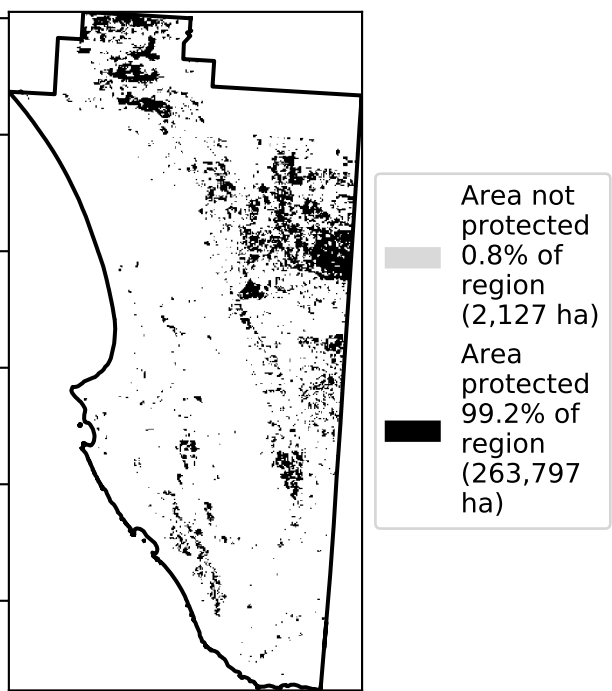 Area not
protected
0.8% of
region
(2,127 ha)
Area
protected
99.2% of
region
(263,797
ha)